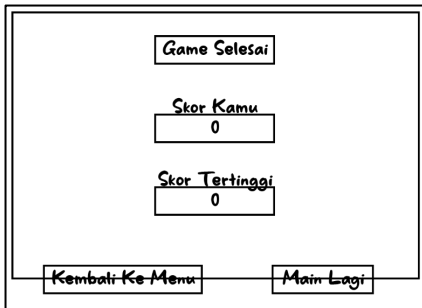 Game Selesai
Skor Kamu
0
Skor Tertinggi
0
Kembali Ke Menu
Main Lagi